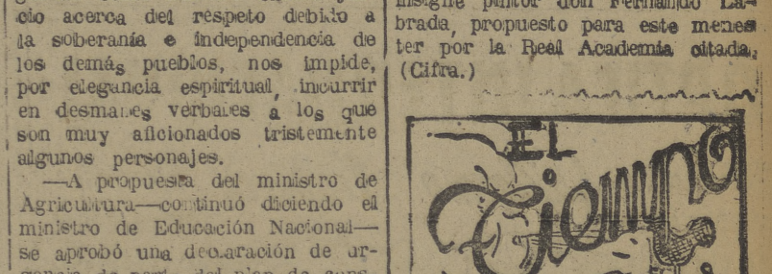 cio acerca del respeto debido a
la soberanía e independencia de
los demás pueblos, nos impide,
por elegancia espiritual, incurrir
en desmanes verbales a los que
son muy aficionados tristemente
algunos personajes.
—A propuesta del ministro de
Agricultura—continuó diciendo el
ministro de Educación Nacional—
se aprobó una declaración de ur-
insigne pintor don Fernando La-
brada, propuesto para este menes
ter por la Real Academia citada.
(Cifra.)
EL
Tiempo